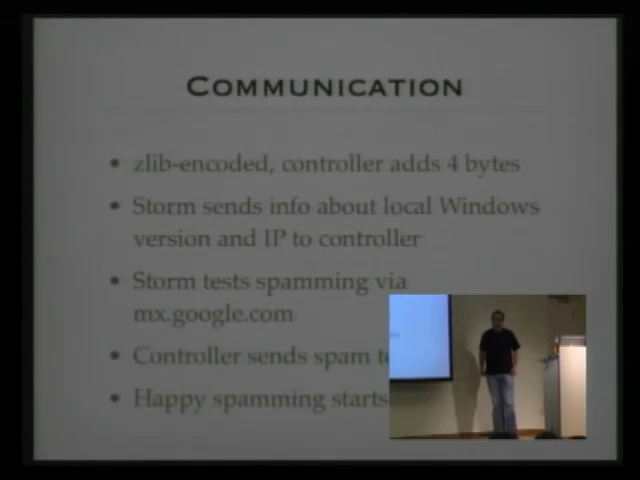 COMMUNICATION
• zlib-encoded, controller adds 4 bytes
• Storm sends info about local Windows
version and IP to controller
• Storm tests spamming via
mx.google.com
• Controller sends spam
• Happy spamming starts